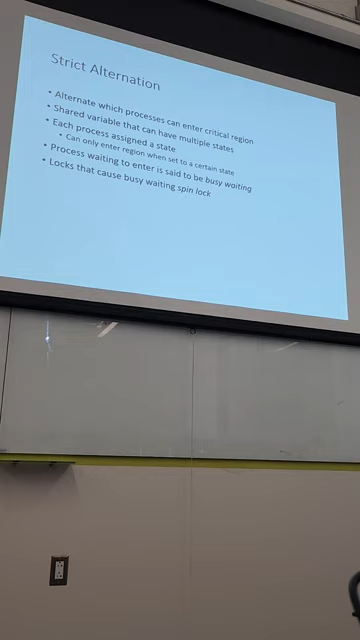 Strict Alternation
• Alternate which processes can enter critical region
• Shared variable that can have multiple states
• Each process assigned a state
• Can only enter region when set to a certain state
• Process waiting to enter is said to be busy waiting
• Locks that cause busy waiting spin lock